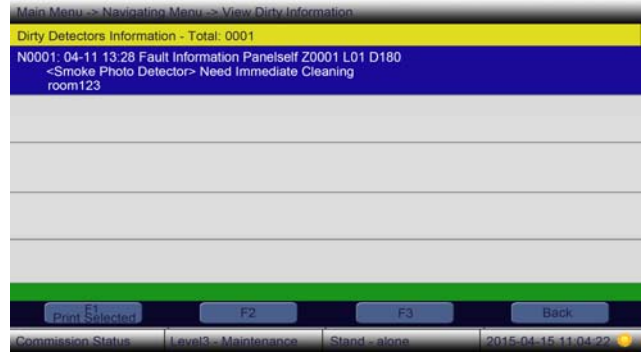 Main Menu -> Navigating Menu -> View Dirty Information
Dirty Detectors Information - Total: 0001
N0001: 04-11 13:28 Fault Information Panelself Z0001 L01 D180
<Smoke Photo Detector> Need Immediate Cleaning
room123
F1
Print Selected
F2
F3
Back
Commission Status
Level3 - Maintenance
Stand - alone
2015-04-15 11:04:22